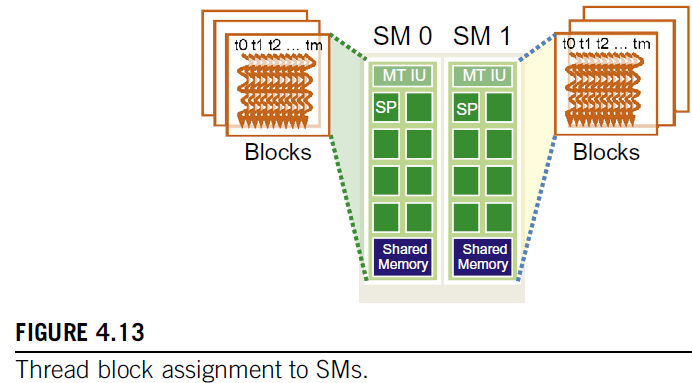 SM 0 SM 1
t0 t1 t2 ... tm
t0 t1 t2 ... tm
MT IU
MT IU
SP
SP
Blocks
Blocks
Shared
Memory
Shared
Memory
FIGURE 4.13
Thread block assignment to SMs.